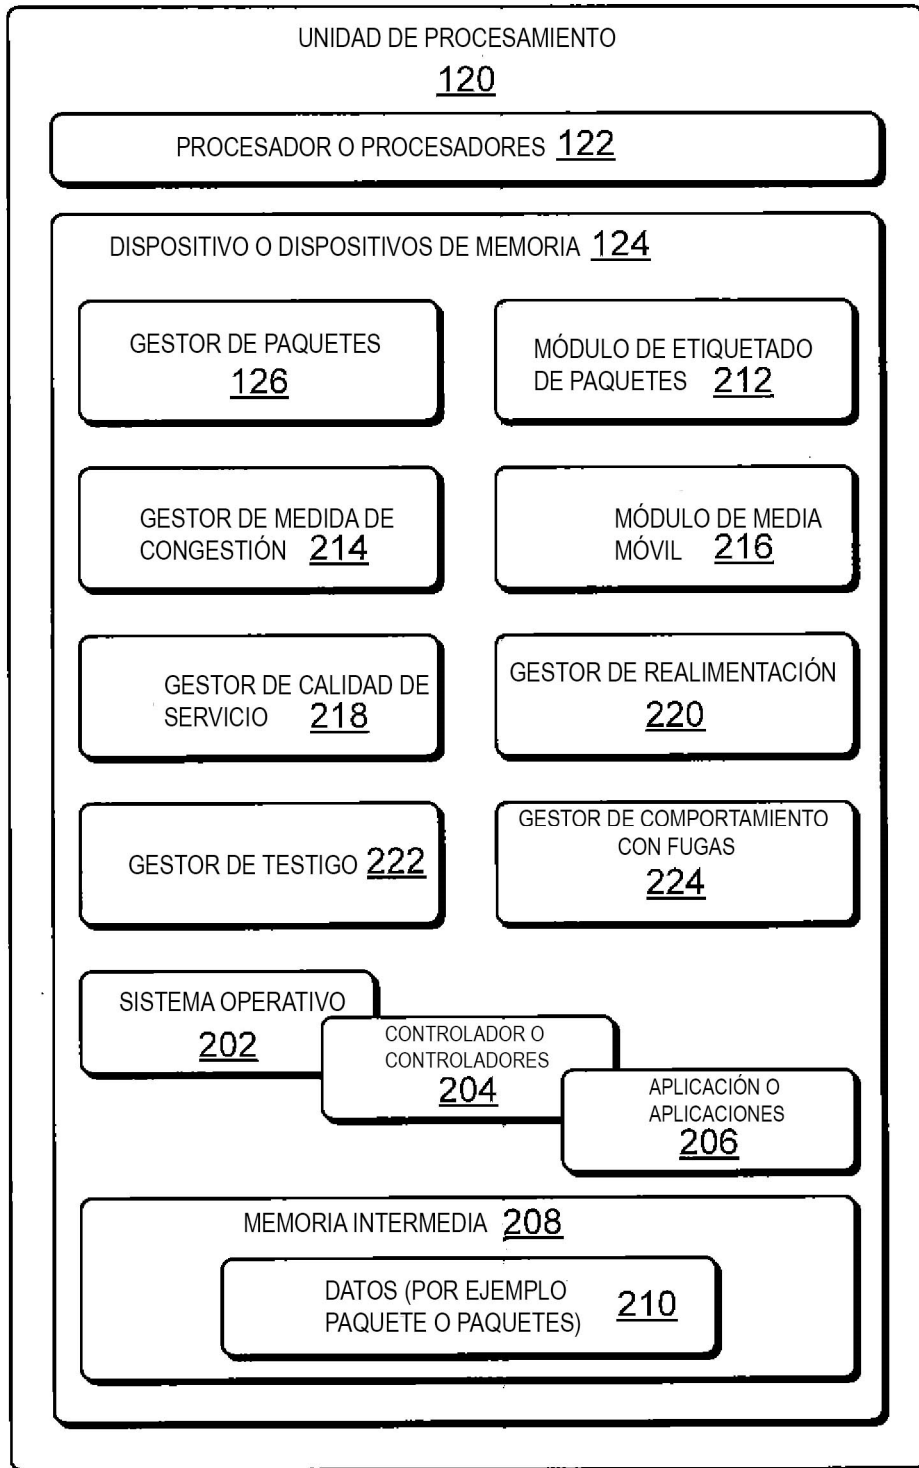 UNIDAD DE PROCESAMIENTO
120
PROCESADOR O PROCESADORES 122
DISPOSITIVO O DISPOSITIVOS DE MEMORIA 124
GESTOR DE PAQUETES
126
MÓDULO DE ETIQUETADO
DE PAQUETES 212
GESTOR DE MEDIDA DE
CONGESTIÓN 214
MÓDULO DE MEDIA
MÓVIL 216
GESTOR DE CALIDAD DE
SERVICIO 218
GESTOR DE REALIMENTACIÓN
220
GESTOR DE TESTIGO 222
GESTOR DE COMPORTAMIENTO
CON FUGAS
224
SISTEMA OPERATIVO
202
CONTROLADOR O
CONTROLADORES
204
APLICACIÓN O
APLICACIONES
206
MEMORIA INTERMEDIA 208
DATOS (POR EJEMPLO
PAQUETE O PAQUETES) 210